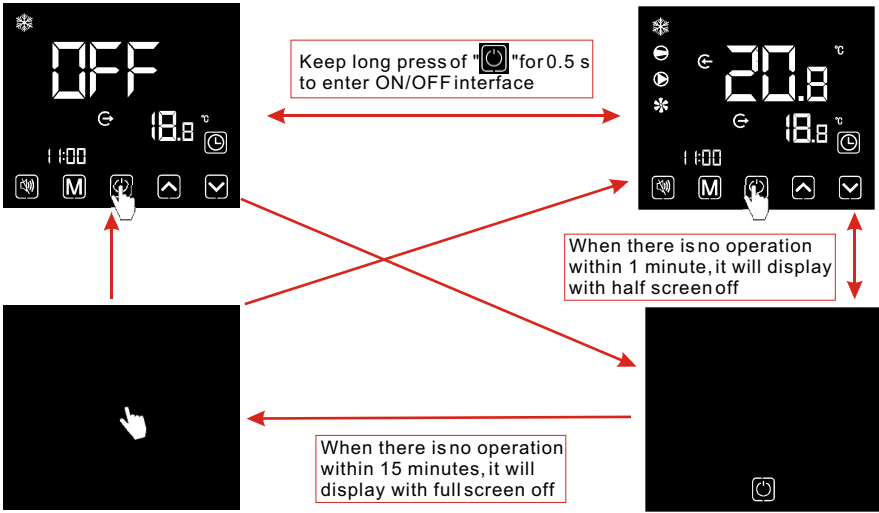 OFF
18.8 °C
11:00
M
Keep long press of " "for 0.5 s
to enter ON/OFF interface
20.8 °C
18.8 °C
11:00
M
When there is no operation
within 1 minute, it will display
with half screen off
When there is no operation
within 15 minutes, it will
display with full screen off